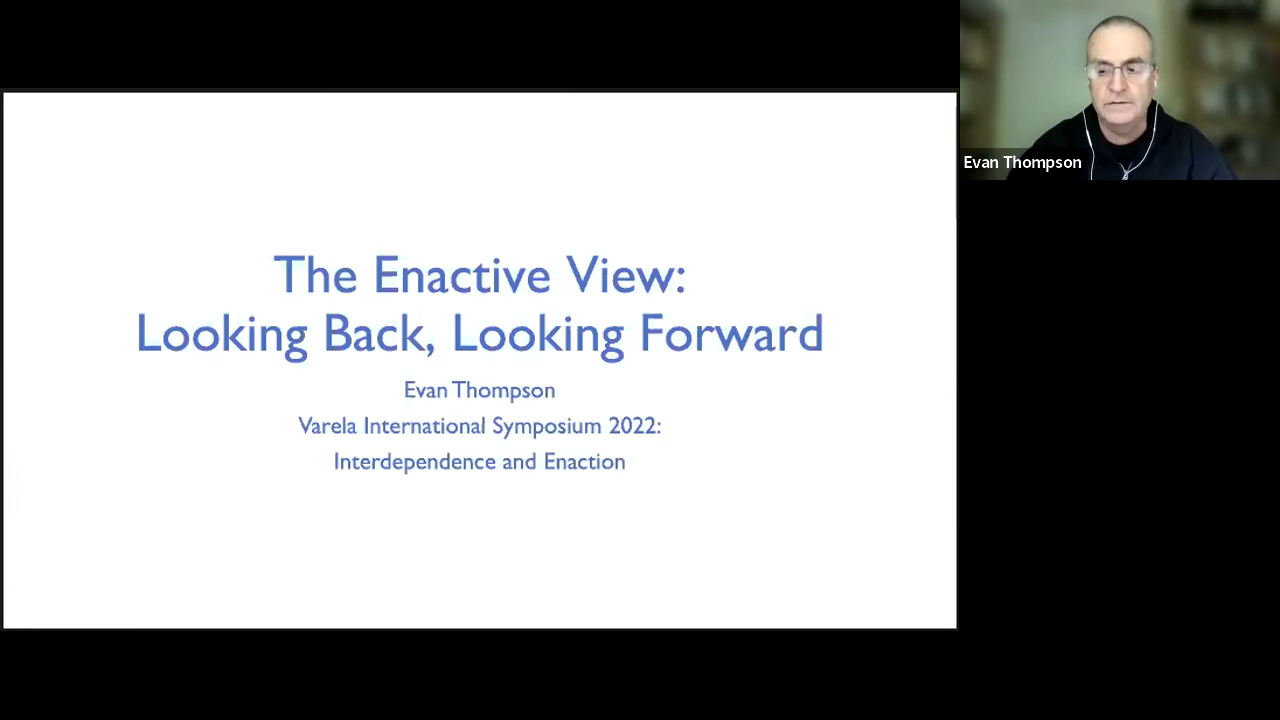 The Enactive View:
Looking Back, Looking Forward
Evan Thompson
Varela International Symposium 2022:
Interdependence and Enaction
Evan Thompson